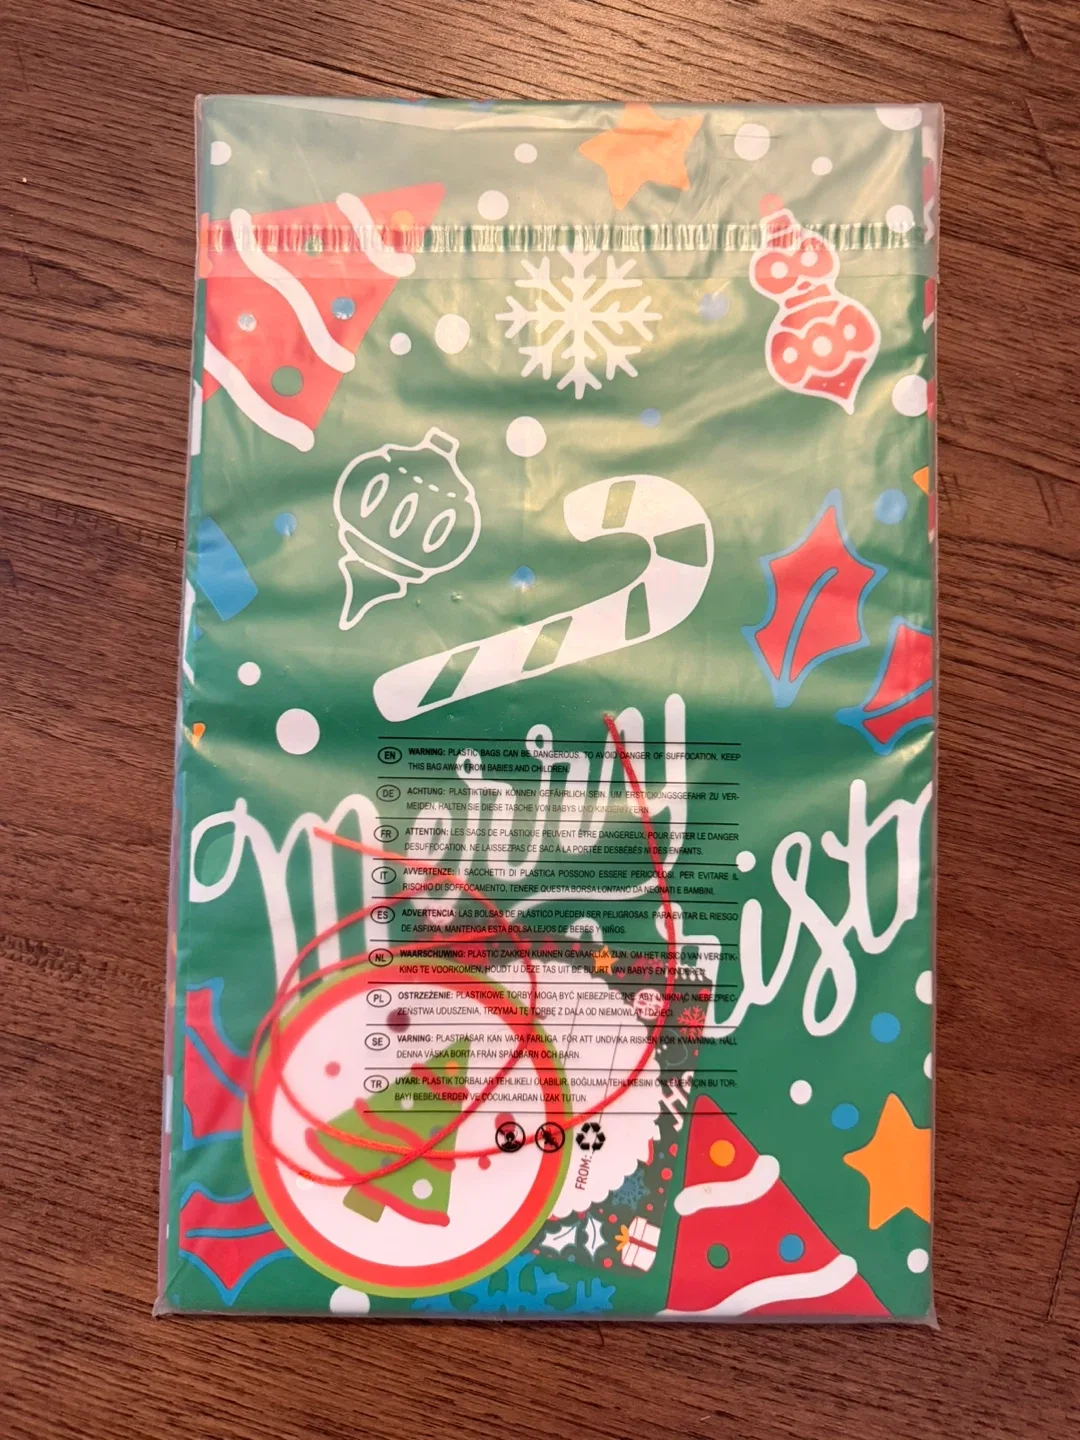 EN WARNING: PLASTIC BAGS CAN BE DANGEROUS. TO AVOID DANGER OF SUFFOCATION, KEEP
THIS BAG AWAY FROM BABIES AND CHILDREN.
DE ACHTUNG: PLASTIKTÜTEN KÖNNEN GEFÄHRLICH SEIN. UM ERSTICKUNGSGEFAHR ZU VER-
MEIDEN, HALTEN SIE DIESE TASCHE VON BABYS UND KINDERN FERN
Merry
FR ATTENTION: LES SACS DE PLASTIQUE PEUVENT ÊTRE DANGEREUX. POUR ÉVITER LE DANGER
DESUFFOCATION, NE LAISSEZPAS CE SAC À LA PORTÉE DESBÉBÉS NI DES ENFANTS.
IT AVVERTENZE: I SACCHETTI DI PLASTICA POSSONO ESSERE PERICOLOSI. PER EVITARE IL
RISCHIO DI SOFFOCAMENTO, TENERE QUESTA BORSA LONTANO DA NEONATI E BAMBINI.
ristm
ES ADVERTENCIA: LAS BOLSAS DE PLÁSTICO PUEDEN SER PELIGROSAS. PARA EVITAR EL RIESGO
DE ASFIXIA, MANTENGA ESTA BOLSA LEJOS DE BEBÉS Y NIÑOS.
NL WAARSCHUWING: PLASTIC ZAKKEN KUNNEN GEVAARLIJK ZIJN. OM HET RISICO VAN VERSTIK-
KING TE VOORKOMEN, HOUDT U DEZE TAS UIT DE BUURT VAN BABY'S EN KINDEREN.
PL OSTRZEŻENIE: PLASTIKOWE TORBY MOGĄ BYĆ NIEBEZPIECZNE. ABY UNIKNĄĆ NIEBEZPIEC-
ZEŃSTWA UDUSZENIA, TRZYMAJ TĘ TORBĘ Z DALA OD NIEMOWLĄT I DZIECI
SE VARNING: PLASTPÅSAR KAN VARA FARLIGA. FÖR ATT UNDVIKA RISKEN FÖR KVÄVNING, HÅLL
DENNA VÄSKA BORTA FRÅN SPÄDBARN OCH BARN.
TR UYARI: PLASTIK TORBALAR TEHLIKELI OLABILIR. BOĞULMA TEHLIKESINI ÖNLEMEK IÇIN BU TOR-
BAYI BEBEKLERDEN VE ÇOCUKLARDAN UZAK TUTUN
FROM: